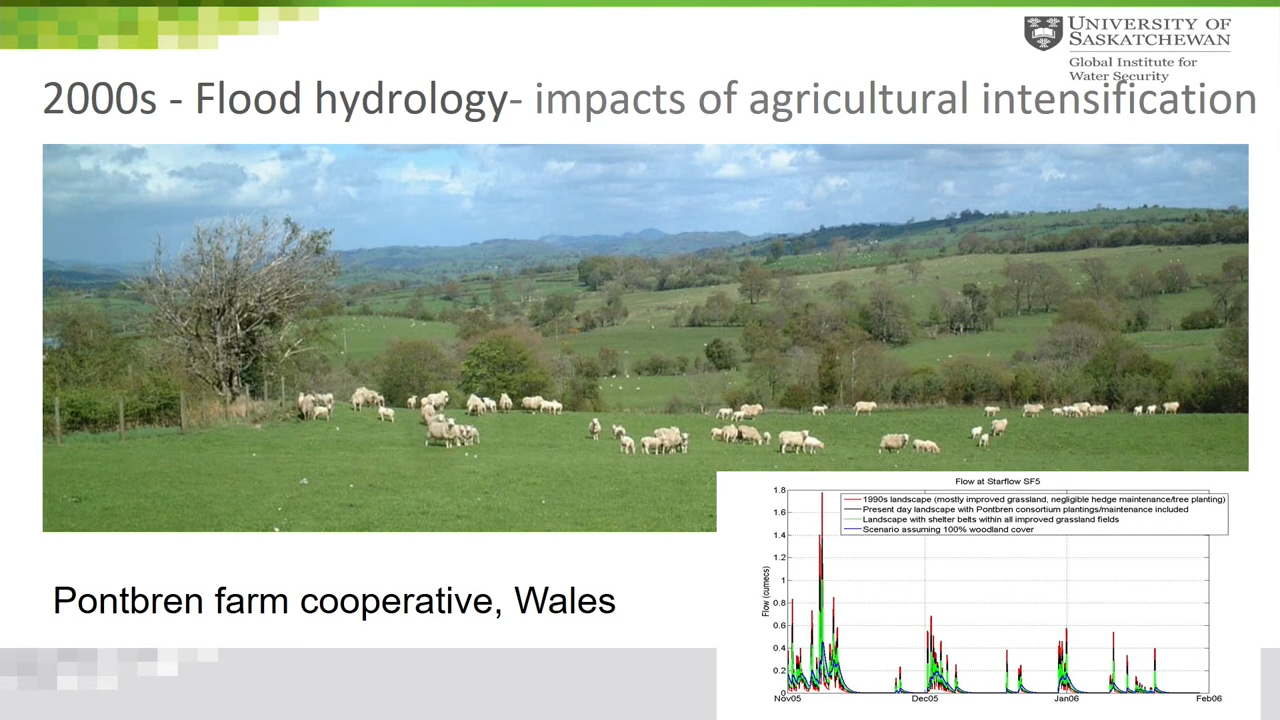 UNIVERSITY OF
SASKATCHEWAN
Global Institute for
Water Security
2000s - Flood hydrology- impacts of agricultural intensification
Flow at Starflow SF5
1.8
1.6
1.4
1.2
1
0.8
0.6
0.4
0.2
0
Flow (cumecs)
1990s landscape (mostly improved grassland, negligible hedge maintenance/tree planting)
Present day landscape with Pontbren consortium plantings/maintenance included
Landscape with shelter belts within all improved grassland fields
Scenario assuming 100% woodland cover
Nov05 Dec05 Jan06 Feb06
Pontbren farm cooperative, Wales